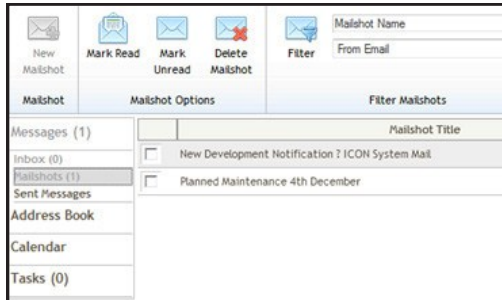 New Mailshot
Mark Read
Mark Unread
Delete Mailshot
Filter
Mailshot Name
From Email
Mailshot
Mailshot Options
Filter Mailshots
Messages (1)
Inbox (0)
Mailshots (1)
Sent Messages
Address Book
Calendar
Tasks (0)
Mailshot Title
New Development Notification ? ICON System Mail
Planned Maintenance 4th December